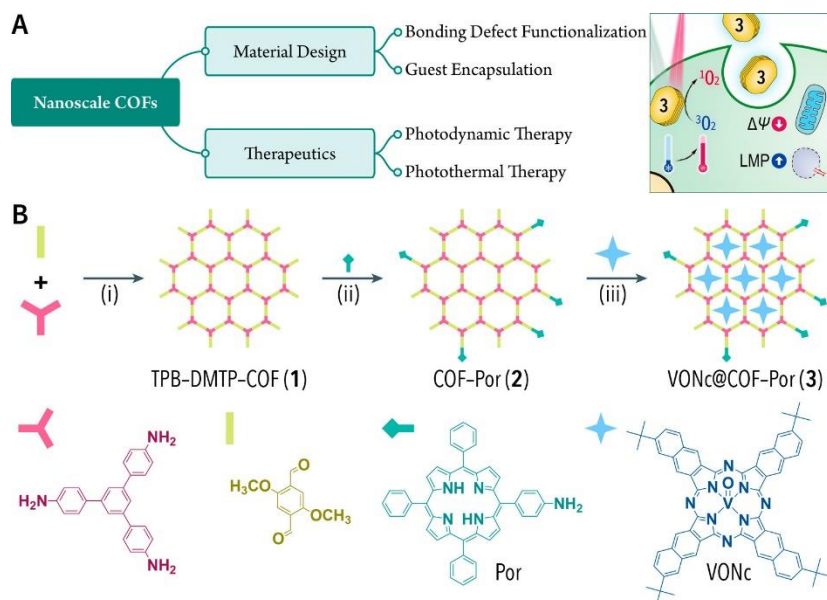 A
Nanoscale COFs
Material Design
Bonding Defect Functionalization
Guest Encapsulation
Therapeutics
Photodynamic Therapy
Photothermal Therapy
3
3
3
¹O₂
³O₂
ΔΨ
LMP
B
+
(i)
(ii)
(iii)
TPB–DMTP–COF (1)
COF–Por (2)
VONc@COF–Por (3)
NH₂
H₂N
NH₂
O
H₃CO
OCH₃
O
NH
N
N
HN
NH₂
Por
N
N
N
O
N
V
N
N
N
N
VONc